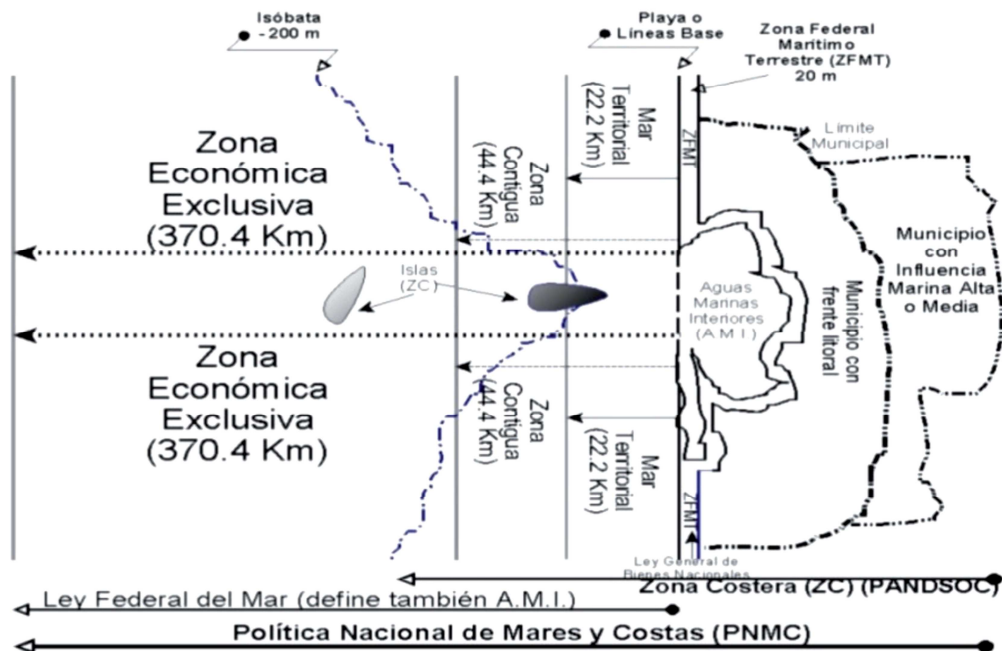 Isóbata
-200 m
Playa o
Líneas Base
Zona Federal
Marítimo
Terrestre (ZFMT)
20 m
Zona
Económica
Exclusiva
(370.4 Km)
Zona
Contigua
(44.4 Km)
Mar
Territorial
(22.2 Km)
ZFMT
Límite
Municipal
Municipio
con
Influencia
Marina Alta
o Media
Islas
(ZC)
Aguas
Marinas
Interiores
(A.M.I)
Municipio con
frente litoral
Zona
Económica
Exclusiva
(370.4 Km)
Zona
Contigua
(44.4 Km)
Mar
Territorial
(22.2 Km)
ZFMT
Ley General de
Bienes Nacionales
Zona Costera (ZC) (PANDSOC)
Ley Federal del Mar (define también A.M.I.)
Política Nacional de Mares y Costas (PNMC)